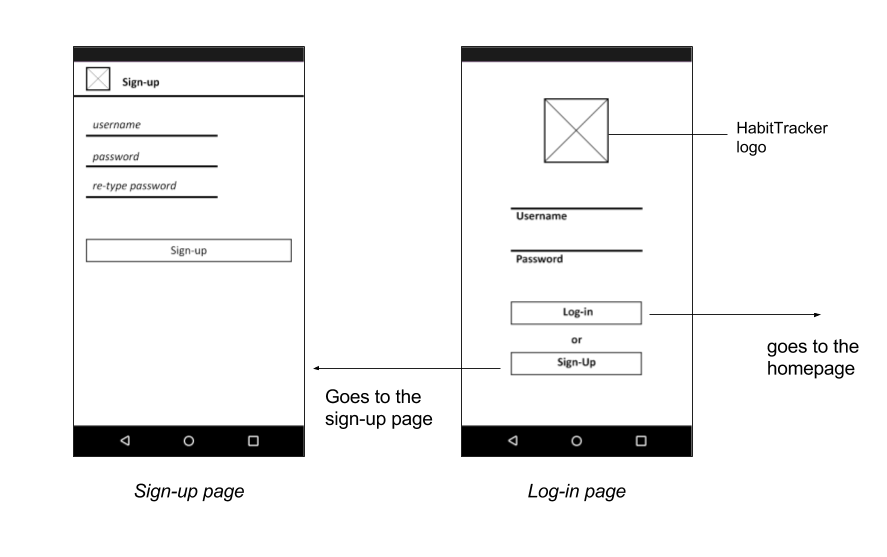 Sign-up
username
password
re-type password
Sign-up
Sign-up page
Goes to the
sign-up page
HabitTracker
logo
Username
Password
Log-in
or
Sign-Up
goes to the
homepage
Log-in page